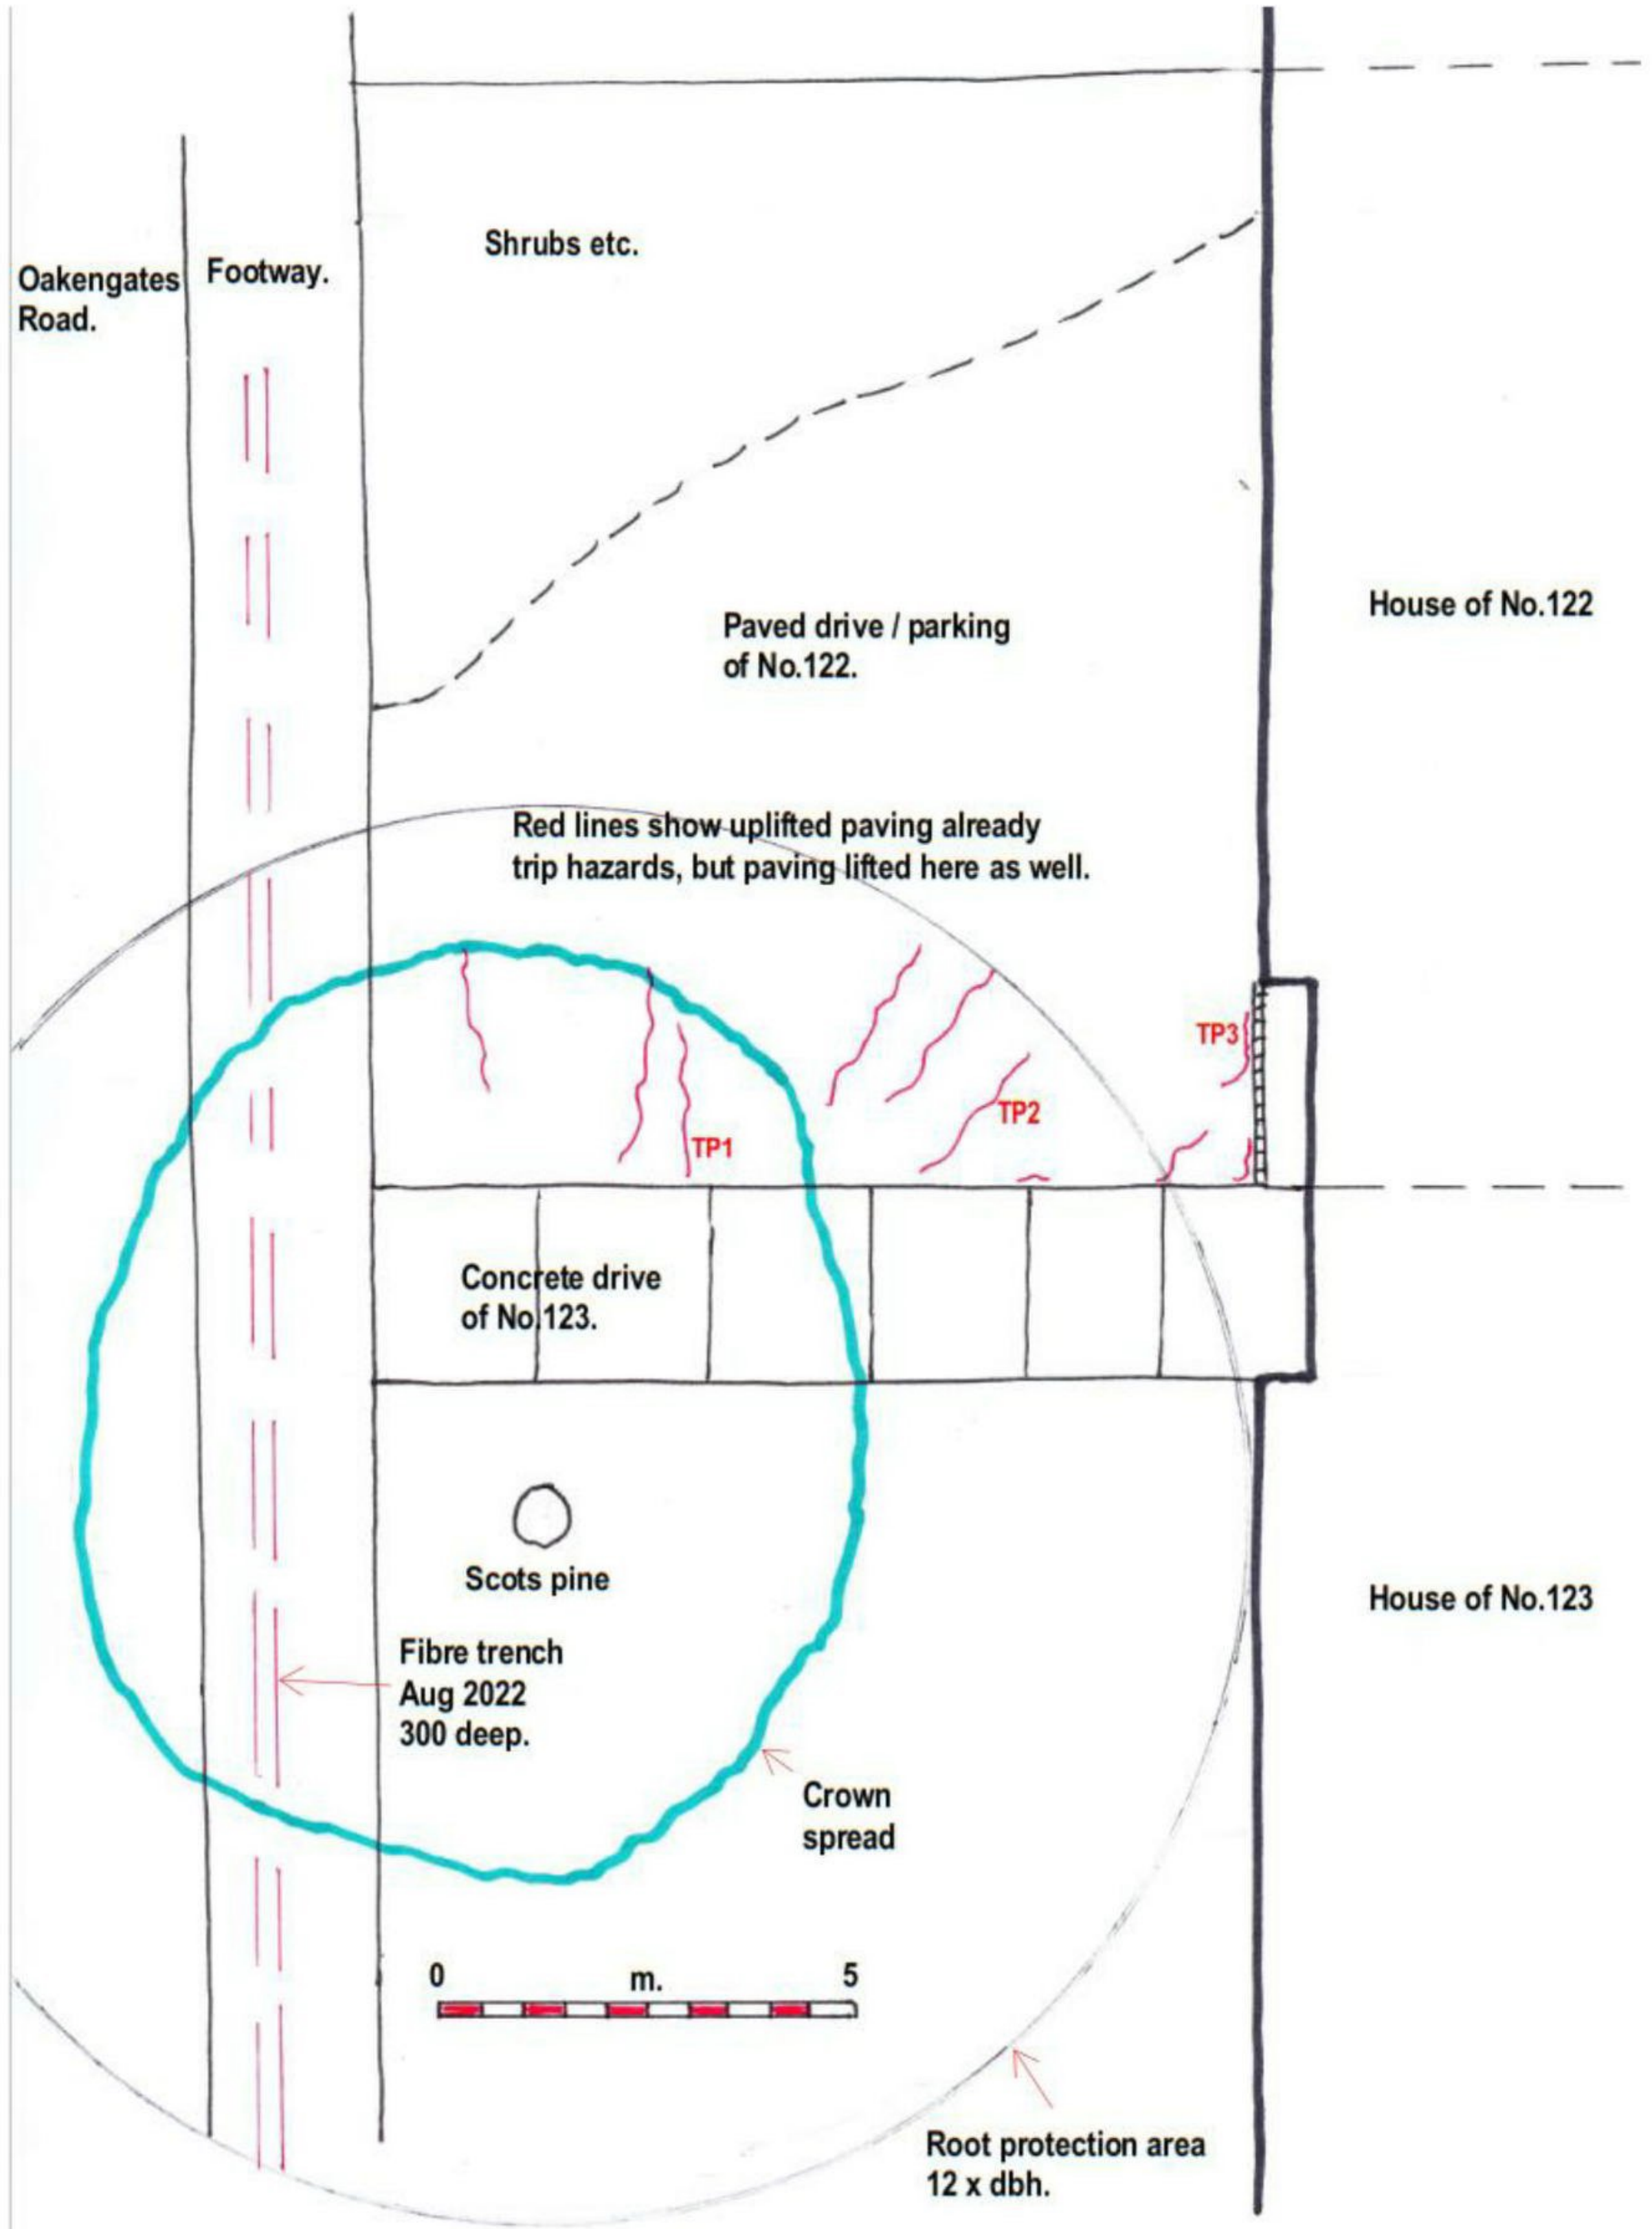 Shrubs etc.
Oakengates
Road.
Footway.
House of No.122
Paved drive / parking
of No.122.
Red lines show uplifted paving already
trip hazards, but paving lifted here as well.
TP3
TP2
TP1
Concrete drive
of No.123.
Scots pine
House of No.123
Fibre trench
Aug 2022
300 deep.
Crown
spread
0 m. 5
Root protection area
12 x dbh.